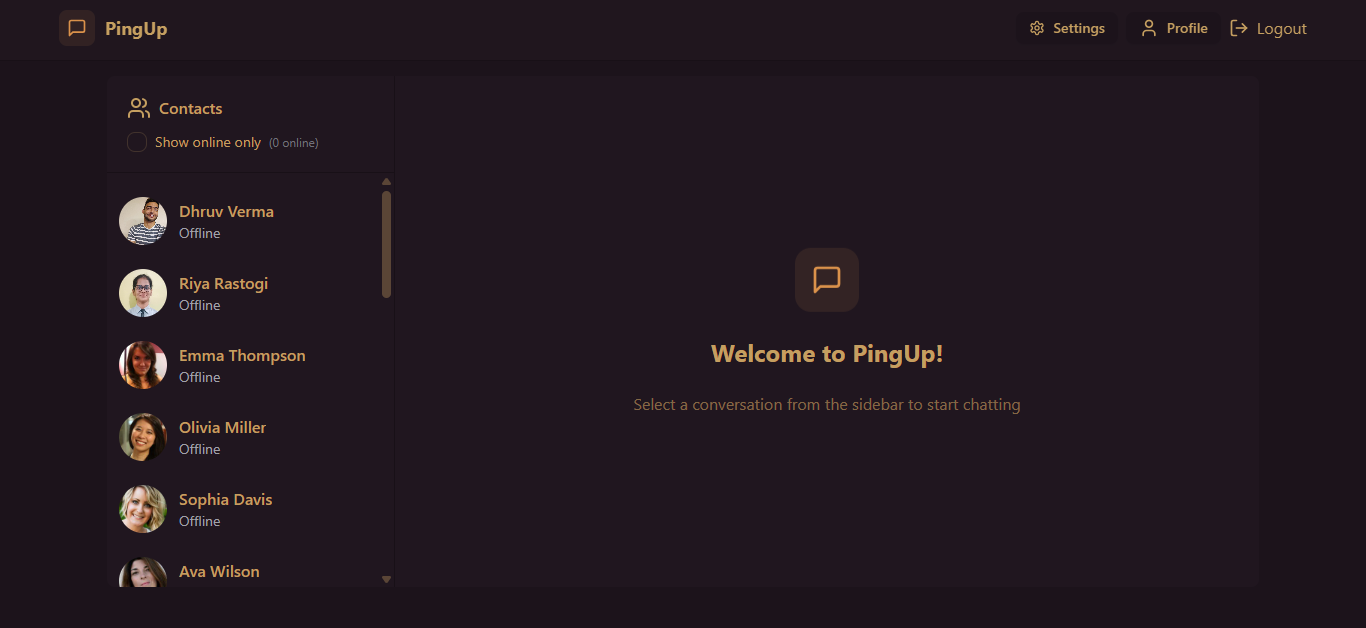 PingUp
Settings
Profile
Logout
Contacts
Show online only (0 online)
Dhruv Verma
Offline
Riya Rastogi
Offline
Emma Thompson
Offline
Olivia Miller
Offline
Sophia Davis
Offline
Ava Wilson
Welcome to PingUp!
Select a conversation from the sidebar to start chatting